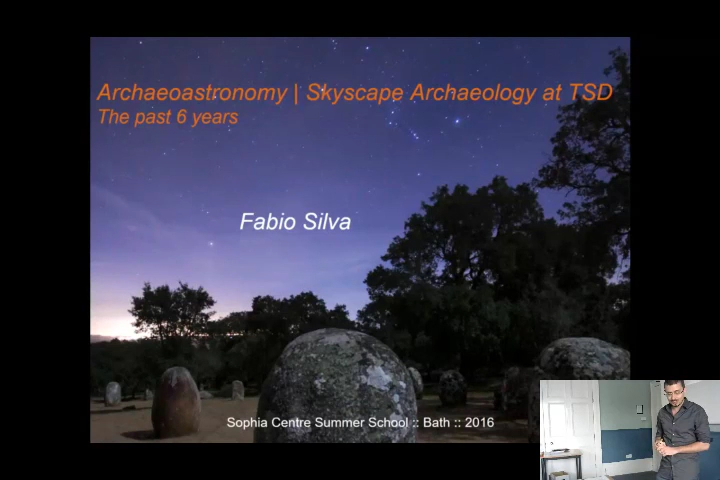 Archaeoastronomy | Skyscape Archaeology at TSD
The past 6 years
Fabio Silva
Sophia Centre Summer School :: Bath :: 2016